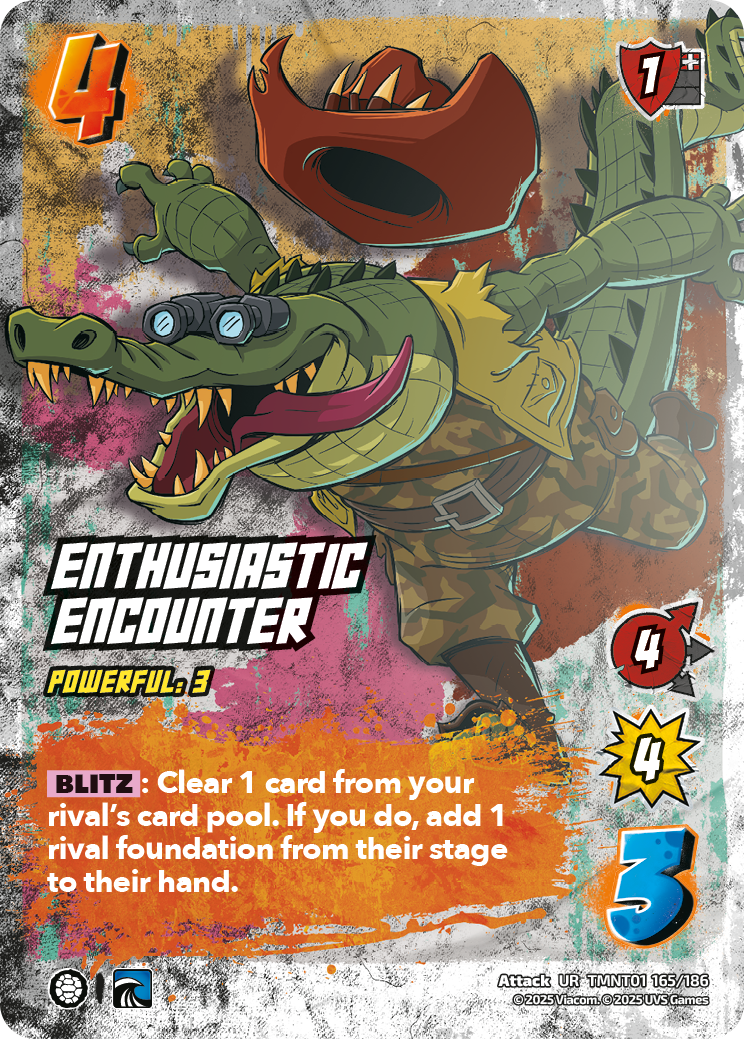 4
1
ENTHUSIASTIC
ENCOUNTER
POWERFUL: 3
4
4
BLITZ: Clear 1 card from your
rival's card pool. If you do, add 1
rival foundation from their stage
to their hand.
3
Attack UR TMNT01 165/186
© 2025 Viacom. © 2025 UVS Games